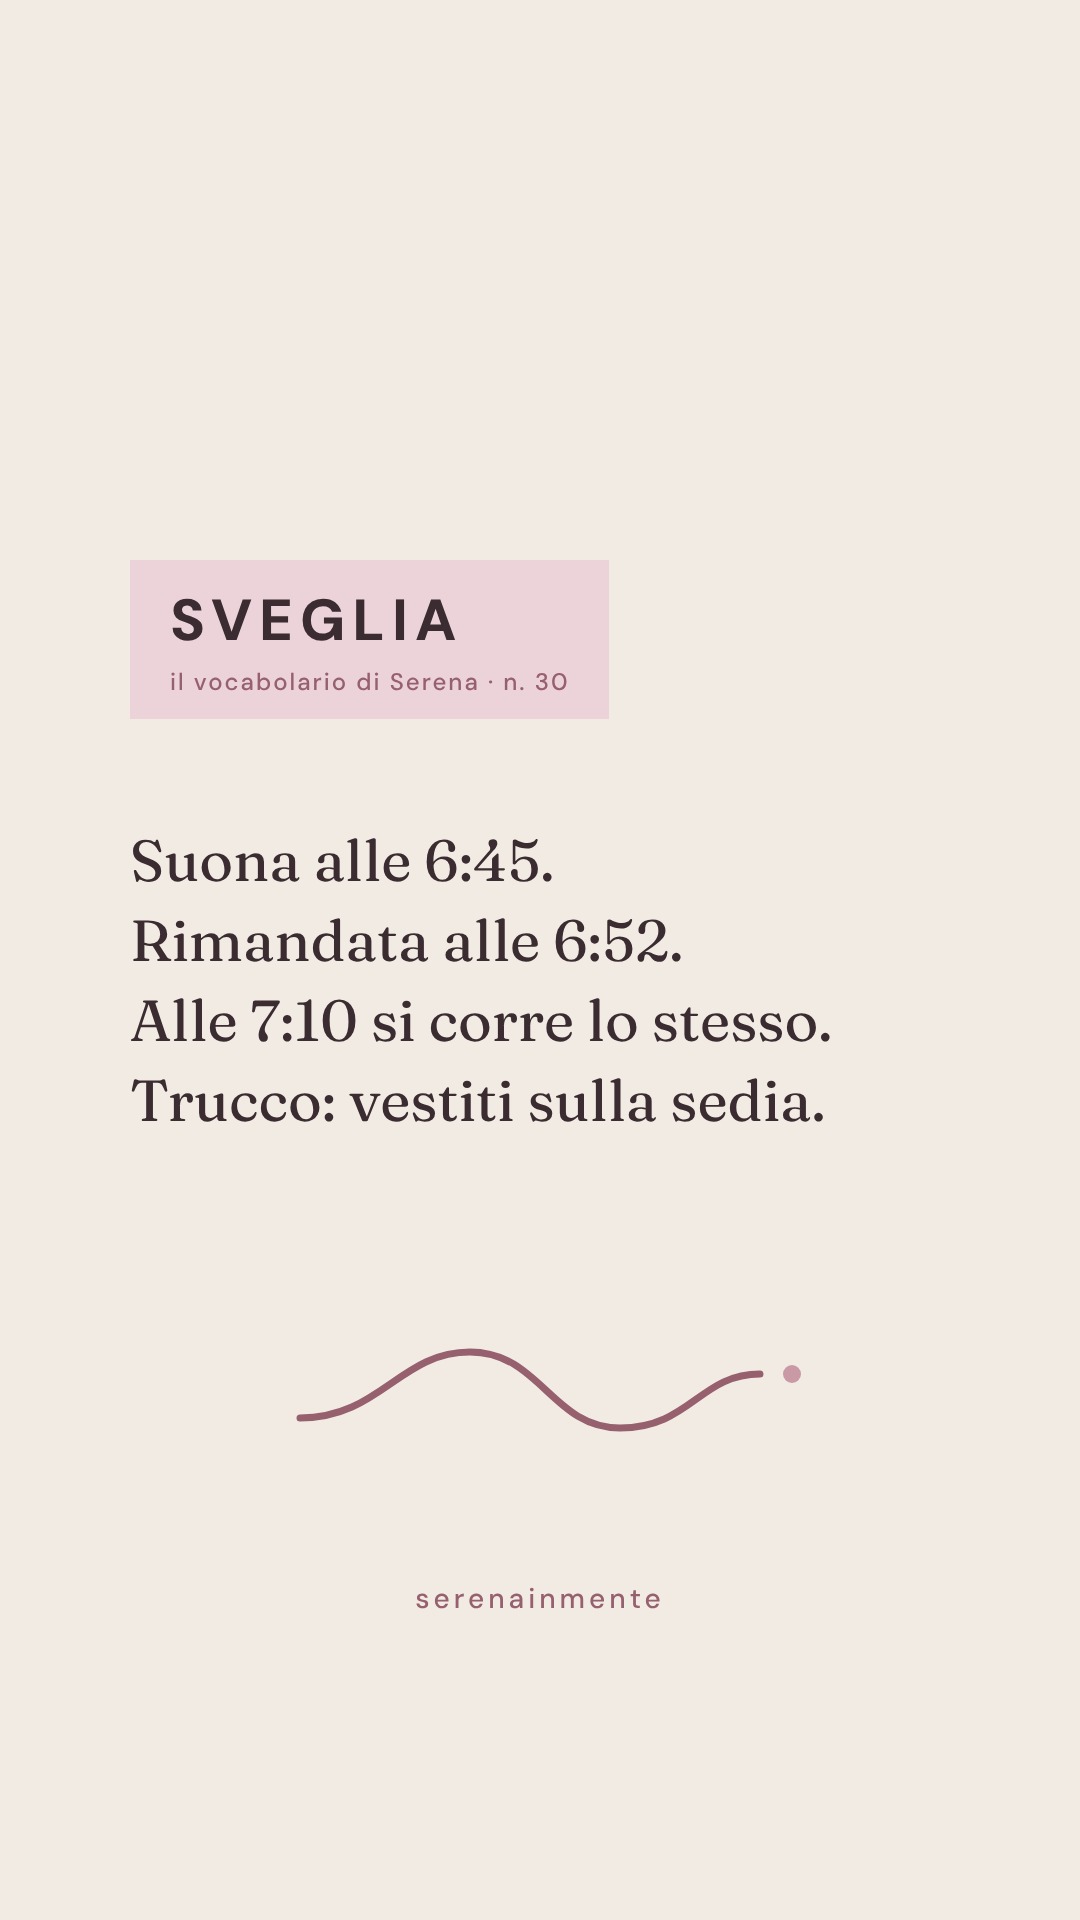 SVEGLIA
il vocabolario di Serena · n. 30
Suona alle 6:45.
Rimandata alle 6:52.
Alle 7:10 si corre lo stesso.
Trucco: vestiti sulla sedia.
serenainmente